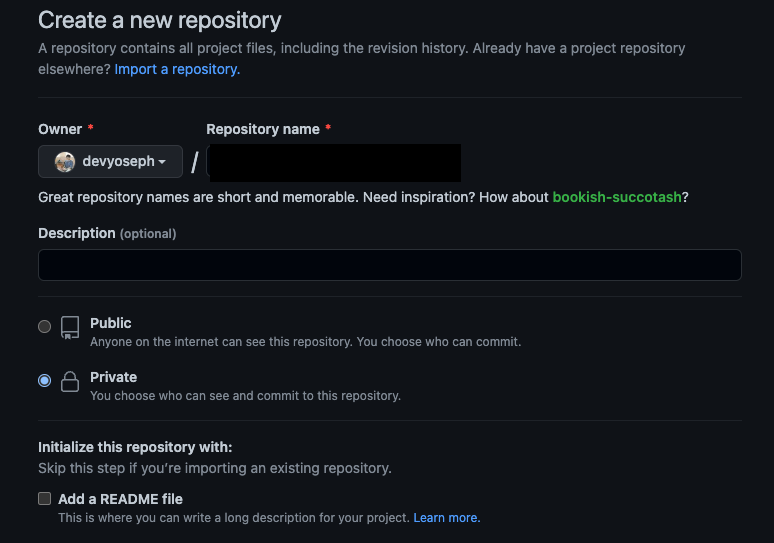 Create a new repository
A repository contains all project files, including the revision history. Already have a project repository
elsewhere? Import a repository.
Owner *
Repository name *
devyoseph
/
Great repository names are short and memorable. Need inspiration? How about bookish-succotash?
Description (optional)
Public
Anyone on the internet can see this repository. You choose who can commit.
Private
You choose who can see and commit to this repository.
Initialize this repository with:
Skip this step if you’re importing an existing repository.
Add a README file
This is where you can write a long description for your project. Learn more.